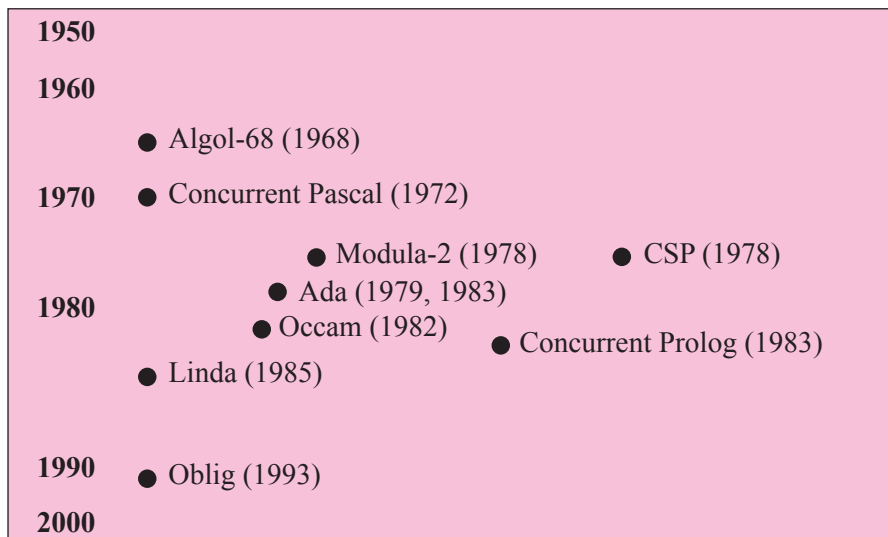 1950
1960
Algol-68 (1968)
1970
Concurrent Pascal (1972)
Modula-2 (1978)
CSP (1978)
Ada (1979, 1983)
1980
Occam (1982)
Concurrent Prolog (1983)
Linda (1985)
1990
Oblig (1993)
2000